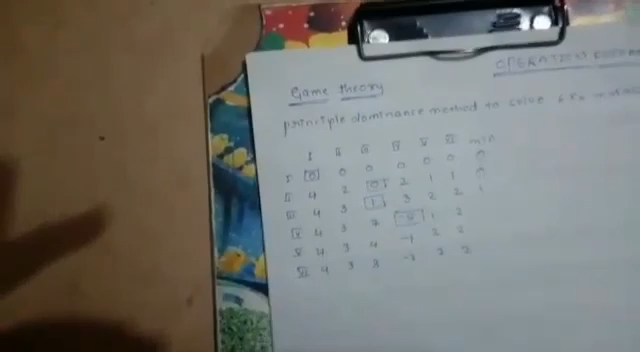 OPERATION
Game theory
principle dominance method to solve
I II III IV V VI min
I 0 0 0 0 0 0 0
II 4 2 0 2 1 1 0
III 4 3 1 3 2 2 1
IV 4 3 7 1 2
V 4 3 4 -1 2 2
VI 4 3 3 -2 2 2